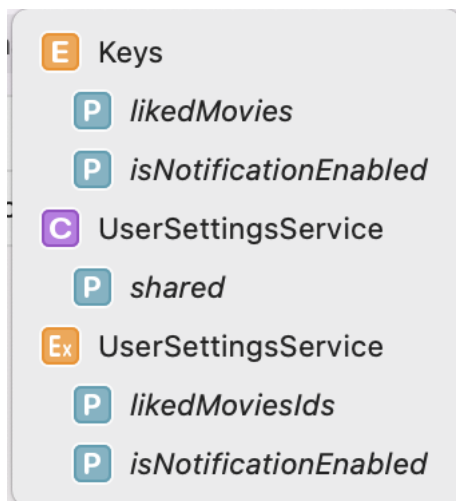 E Keys
P likedMovies
P isNotificationEnabled
C UserSettingsService
P shared
Ex UserSettingsService
P likedMoviesIds
P isNotificationEnabled